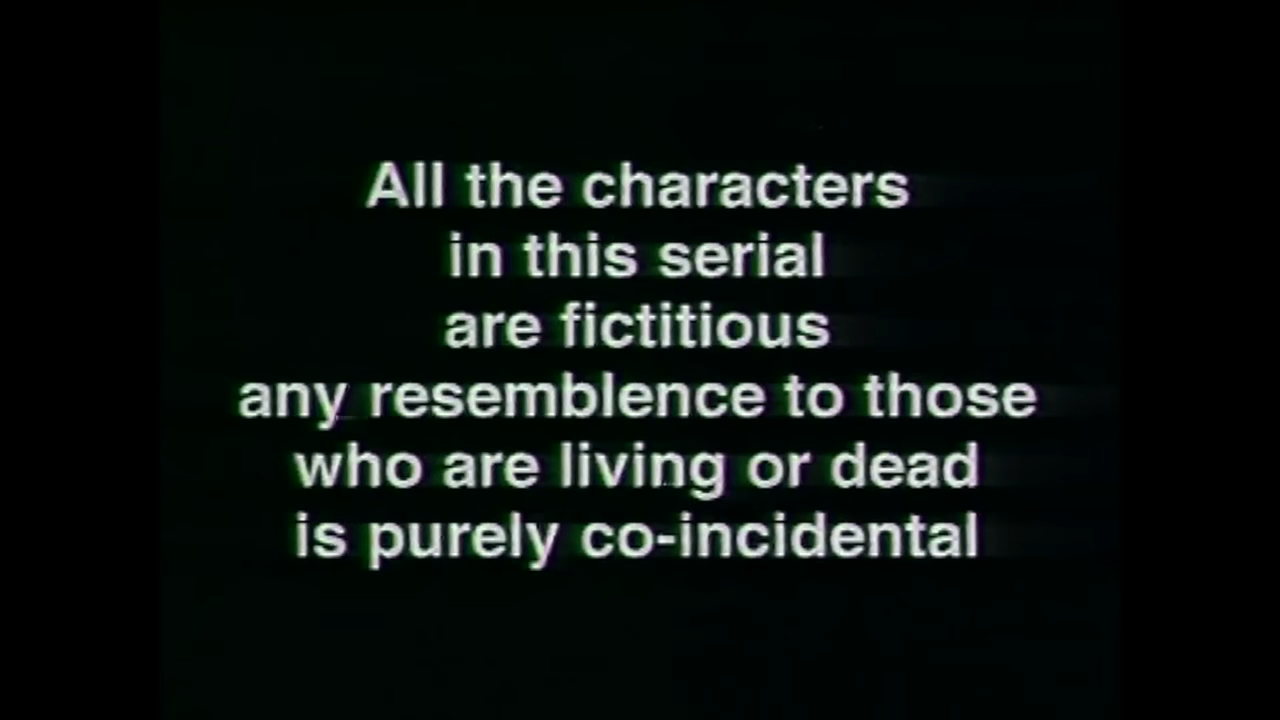 All the characters
in this serial
are fictitious
any resemblence to those
who are living or dead
is purely co-incidental